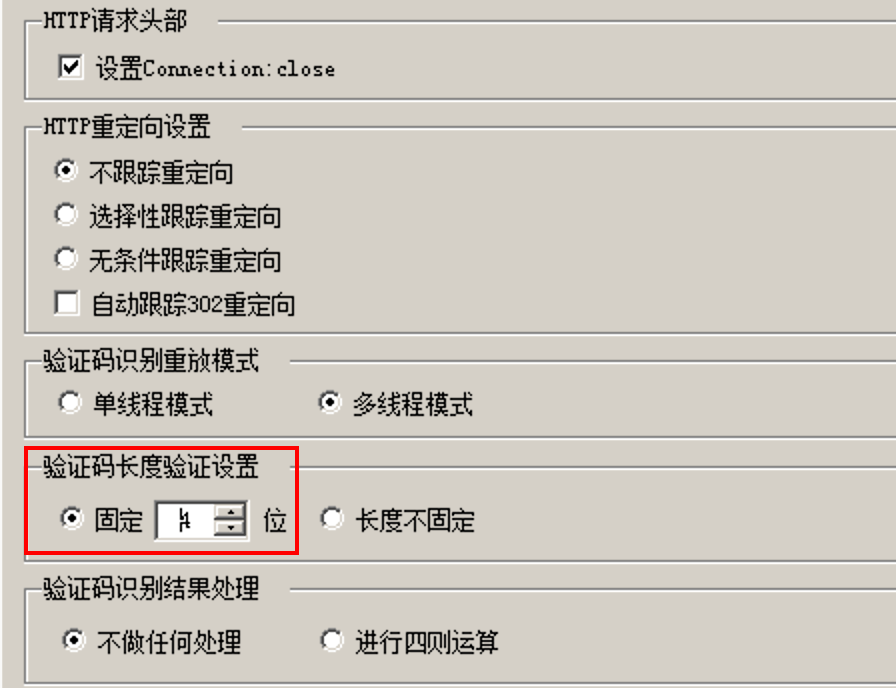 HTTP请求头部
设置Connection:close
HTTP重定向设置
不跟踪重定向
选择性跟踪重定向
无条件跟踪重定向
自动跟踪302重定向
验证码识别重放模式
单线程模式 多线程模式
验证码长度验证设置
固定 位 长度不固定
验证码识别结果处理
不做任何处理 进行四则运算